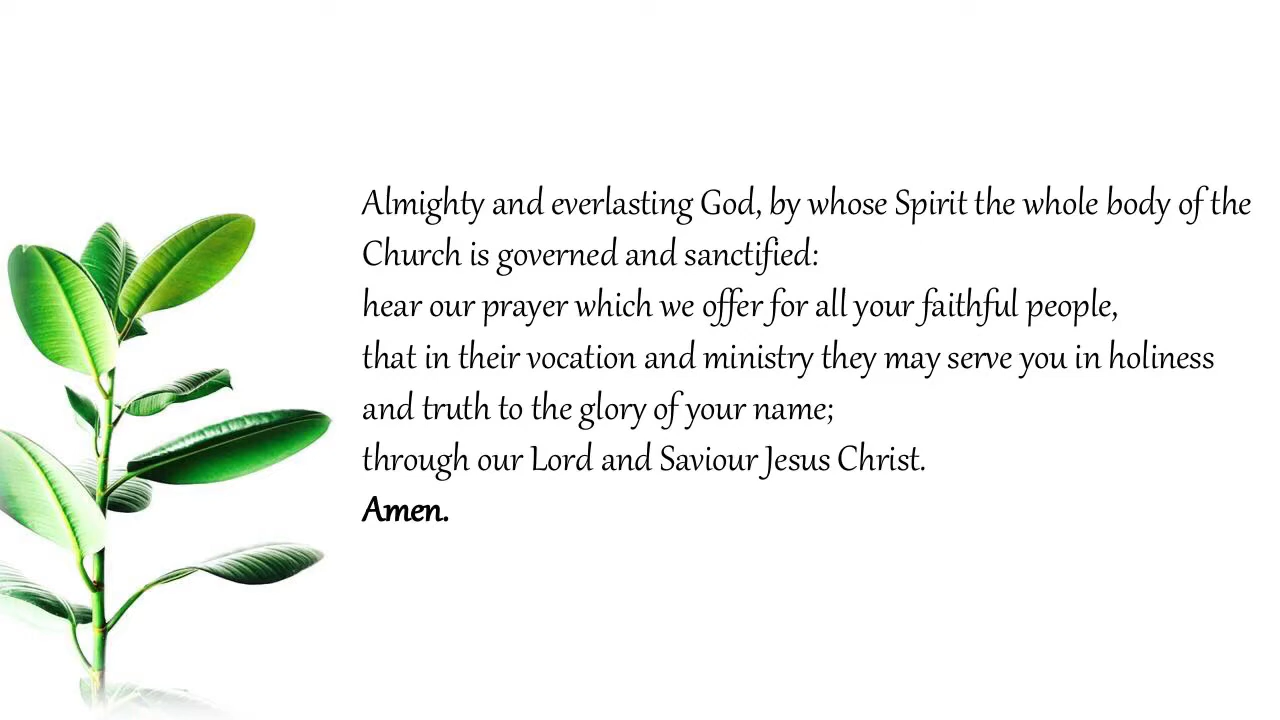 Almighty and everlasting God, by whose Spirit the whole body of the
Church is governed and sanctified:
hear our prayer which we offer for all your faithful people,
that in their vocation and ministry they may serve you in holiness
and truth to the glory of your name;
through our Lord and Saviour Jesus Christ.
Amen.